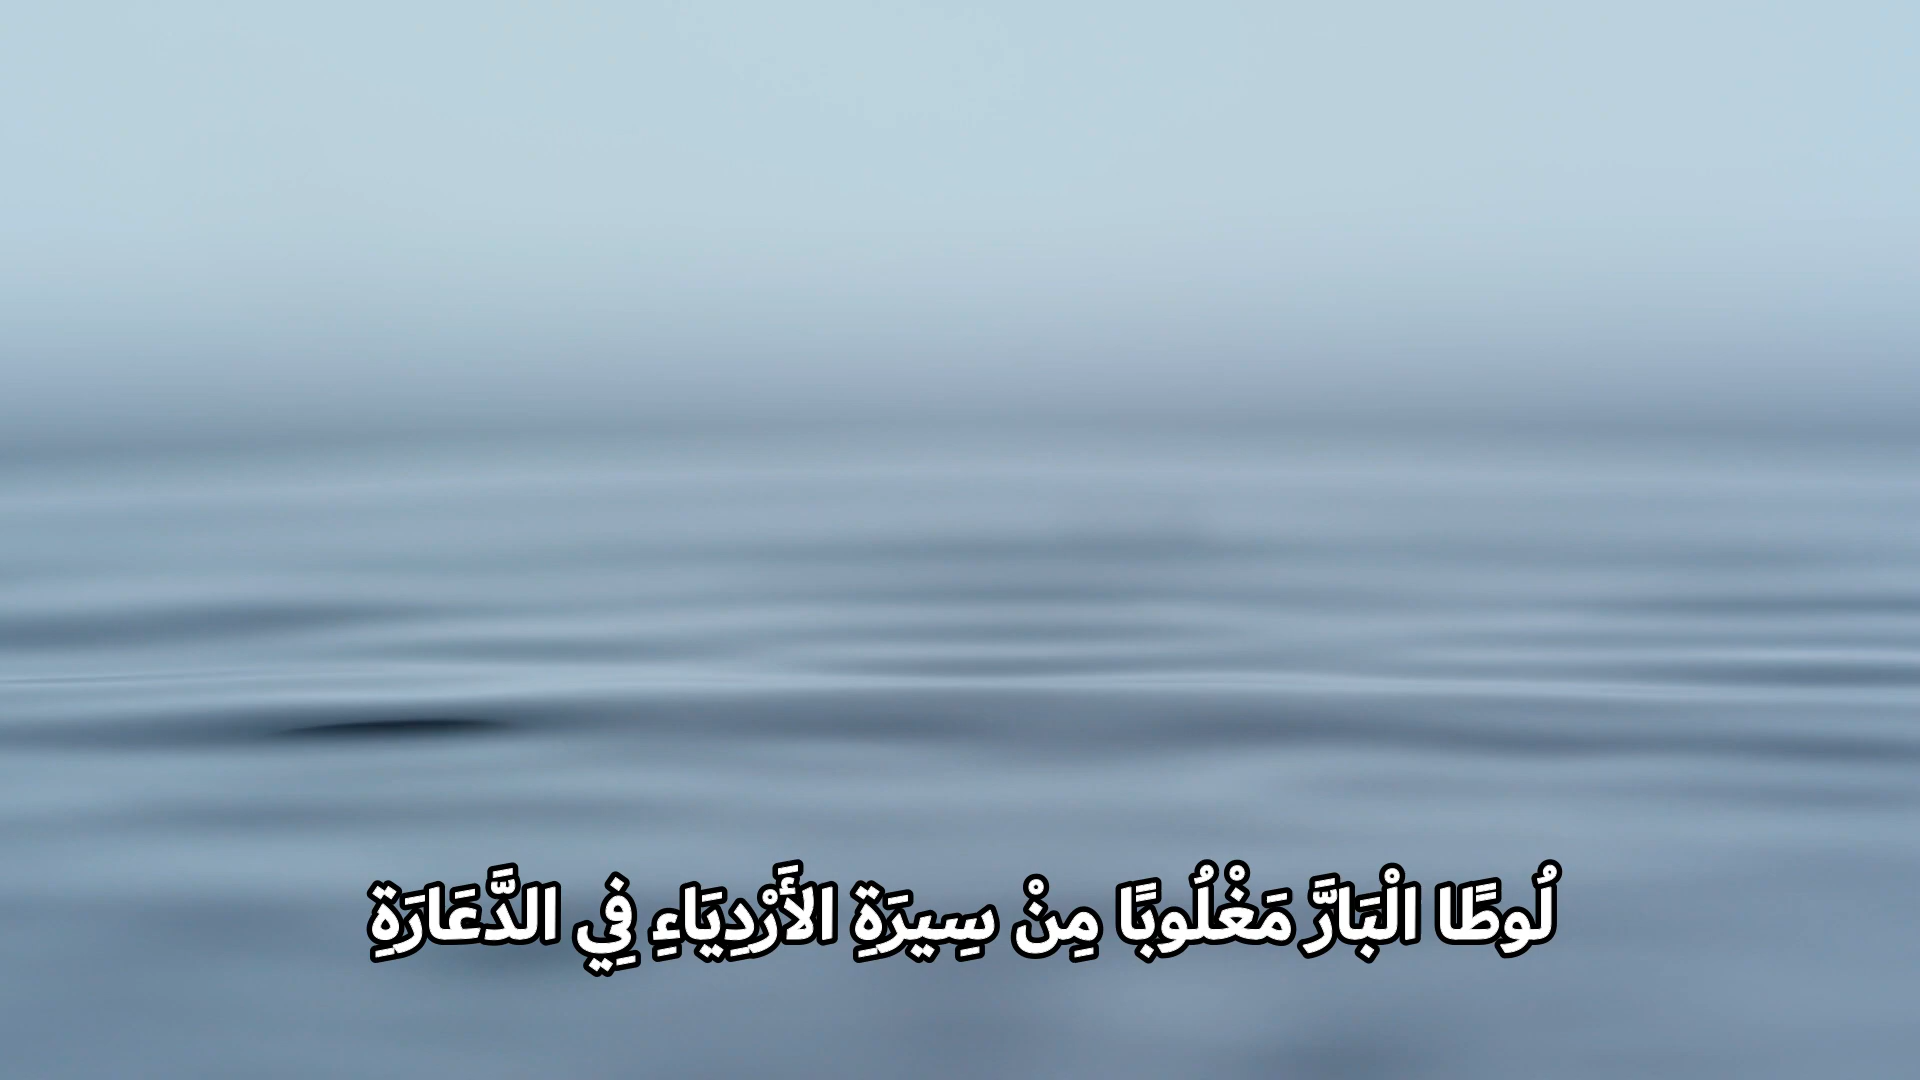 لُوطًا الْبَارَّ مَغْلُوبًا مِنْ سِيرَةِ الأَرْدِيَاءِ فِي الدَّعَارَةِ